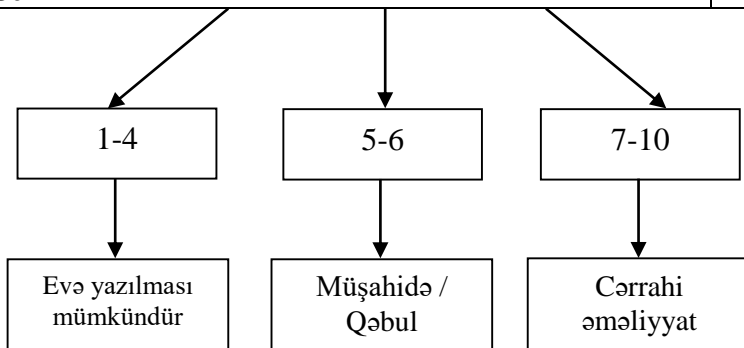 1-4
5-6
7-10
Evə yazılması
mümkündür
Müşahidə /
Qəbul
Cərrahi
əməliyyat